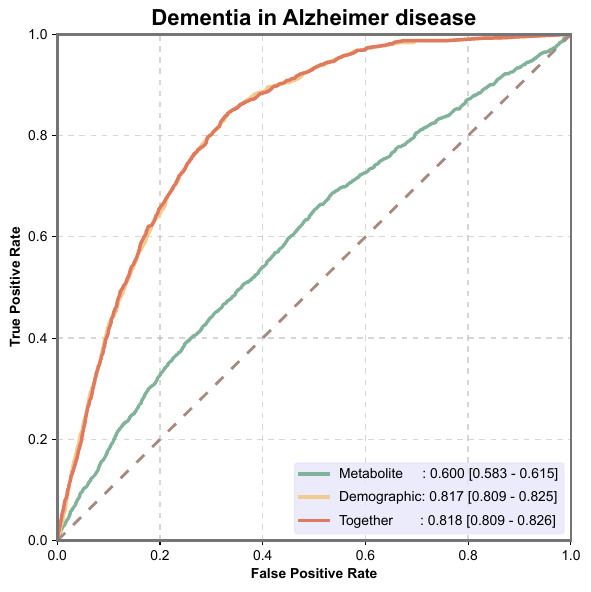 Dementia in Alzheimer disease
True Positive Rate
1.0
0.8
0.6
0.4
0.2
0.0
Metabolite : 0.600 [0.583 - 0.615]
Demographic: 0.817 [0.809 - 0.825]
Together : 0.818 [0.809 - 0.826]
0.0 0.2 0.4 0.6 0.8 1.0
False Positive Rate